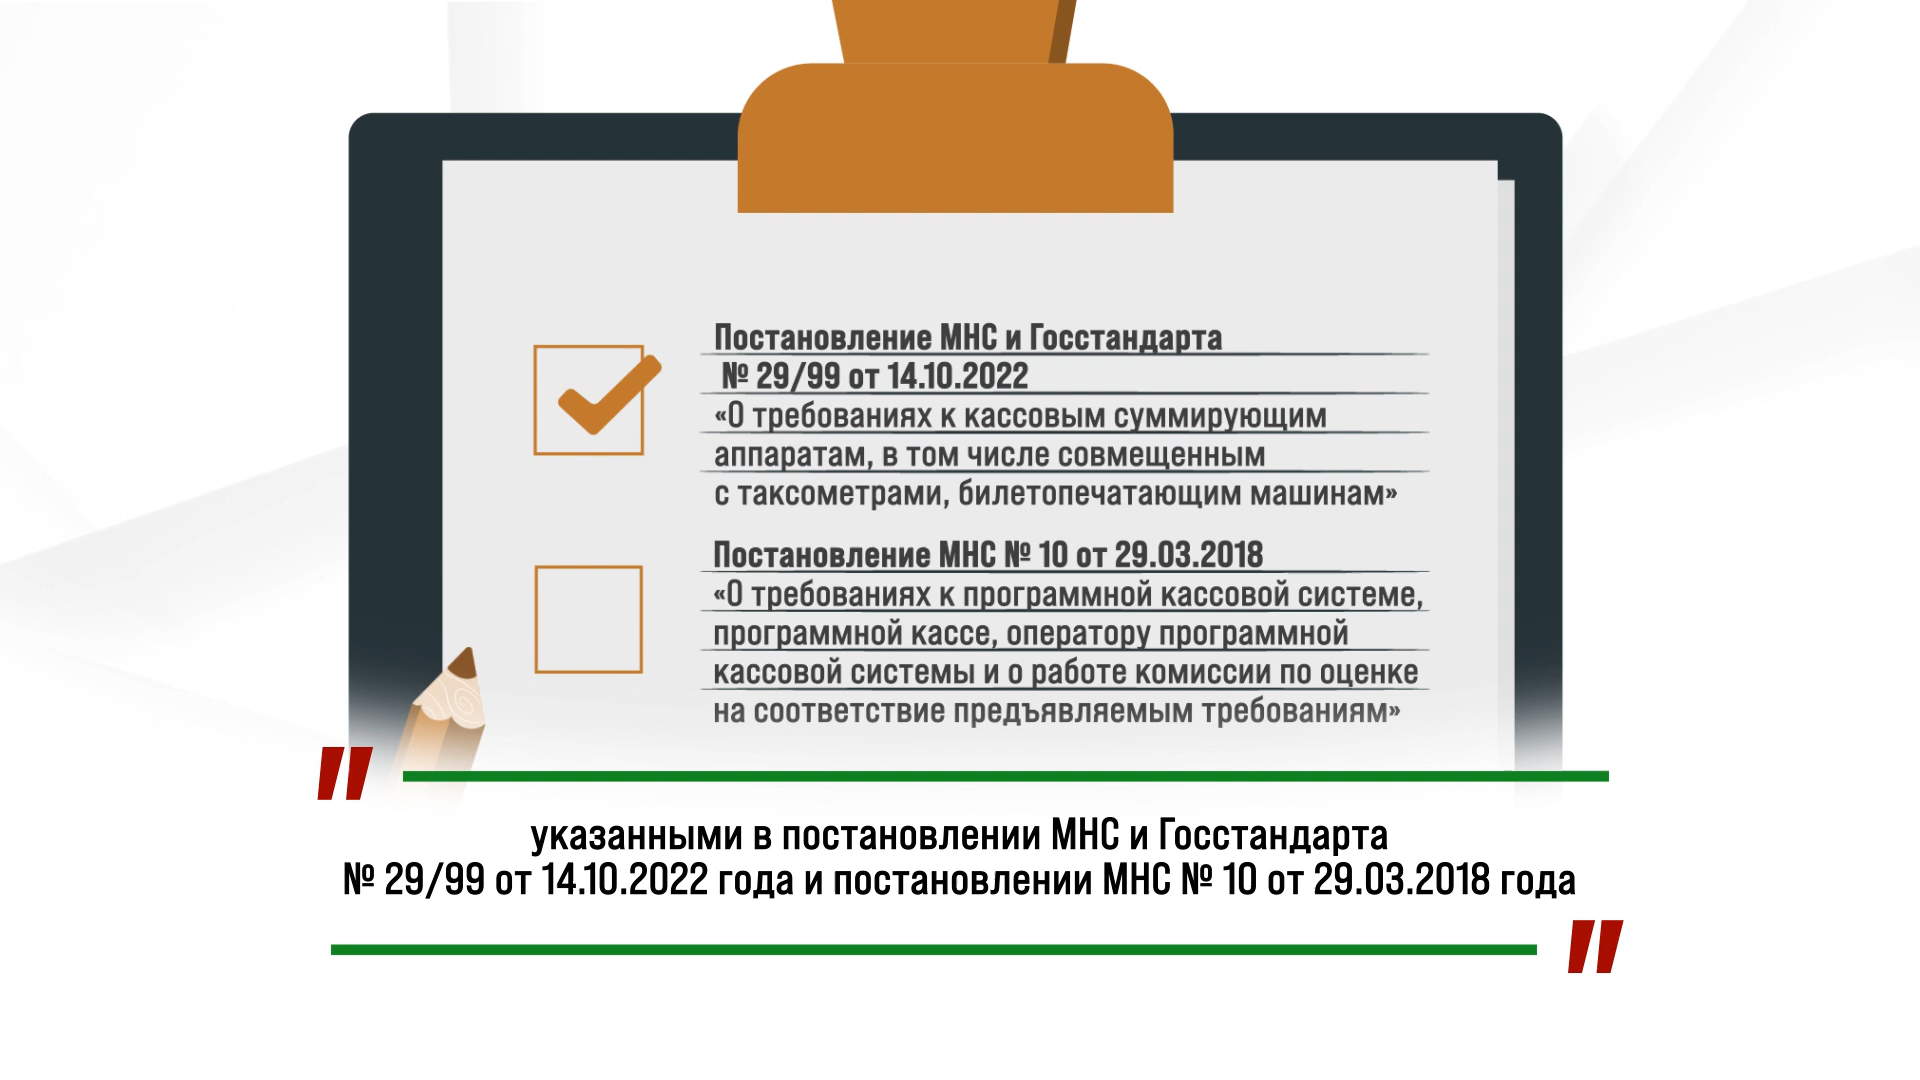 Постановление МНС и Госстандарта
№ 29/99 от 14.10.2022
«О требованиях к кассовым суммирующим
аппаратам, в том числе совмещенным
с таксометрами, билетопечатающим машинам»
Постановление МНС № 10 от 29.03.2018
«О требованиях к программной кассовой системе,
программной кассе, оператору программной
кассовой системы и о работе комиссии по оценке
на соответствие предъявляемым требованиям»
указанными в постановлении МНС и Госстандарта
№ 29/99 от 14.10.2022 года и постановлении МНС № 10 от 29.03.2018 года